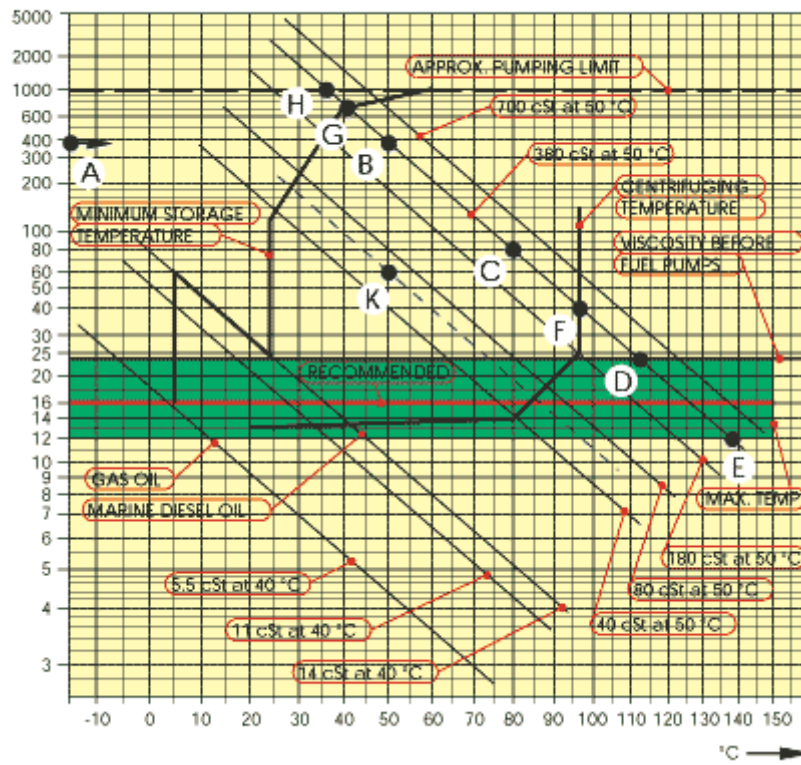 5000
2000
APPROX. PUMPING LIMIT
1000
H
600
G
700 cSt at 50 °C
400
B
380 cSt at 50 °C
300
A
200
CENTRIFUGING
TEMPERATURE
MINIMUM STORAGE
TEMPERATURE
100
VISCOSITY BEFORE
FUEL PUMPS
80
60
C
50
K
40
F
30
25
RECOMMENDED
D
20
16
14
12
E
10
GAS OIL
9
MAX. TEMP
8
MARINE DIESEL OIL
7
6
180 cSt at 50 °C
5
5.5 cSt at 40 °C
80 cSt at 50 °C
4
11 cSt at 40 °C
40 cSt at 50 °C
3
14 cSt at 40 °C
-10 0 10 20 30 40 50 60 70 80 90 100 110 120 130 140 150
°C